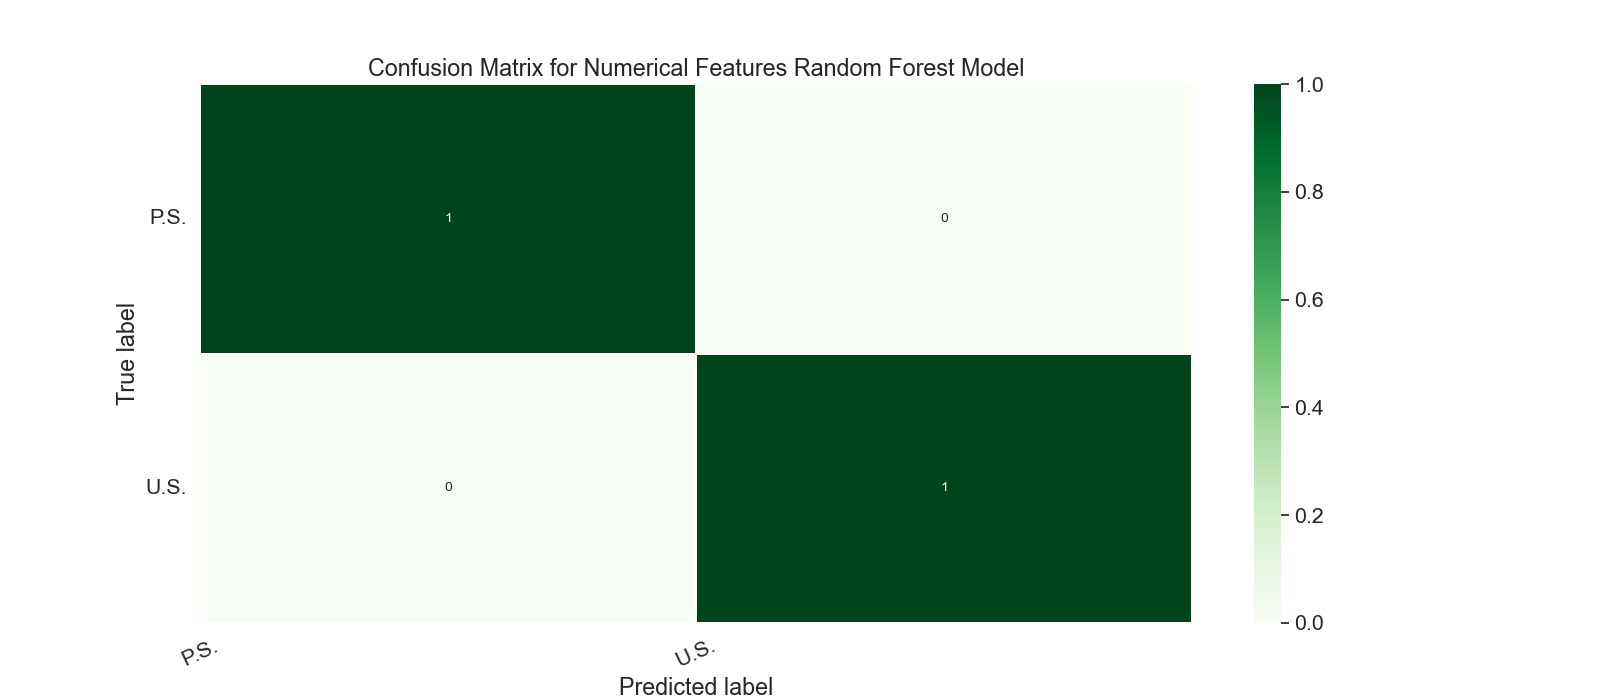 Confusion Matrix for Numerical Features Random Forest Model
True label
P.S.
U.S.
1
0
0
1
P.S.
U.S.
Predicted label
1.0
0.8
0.6
0.4
0.2
0.0